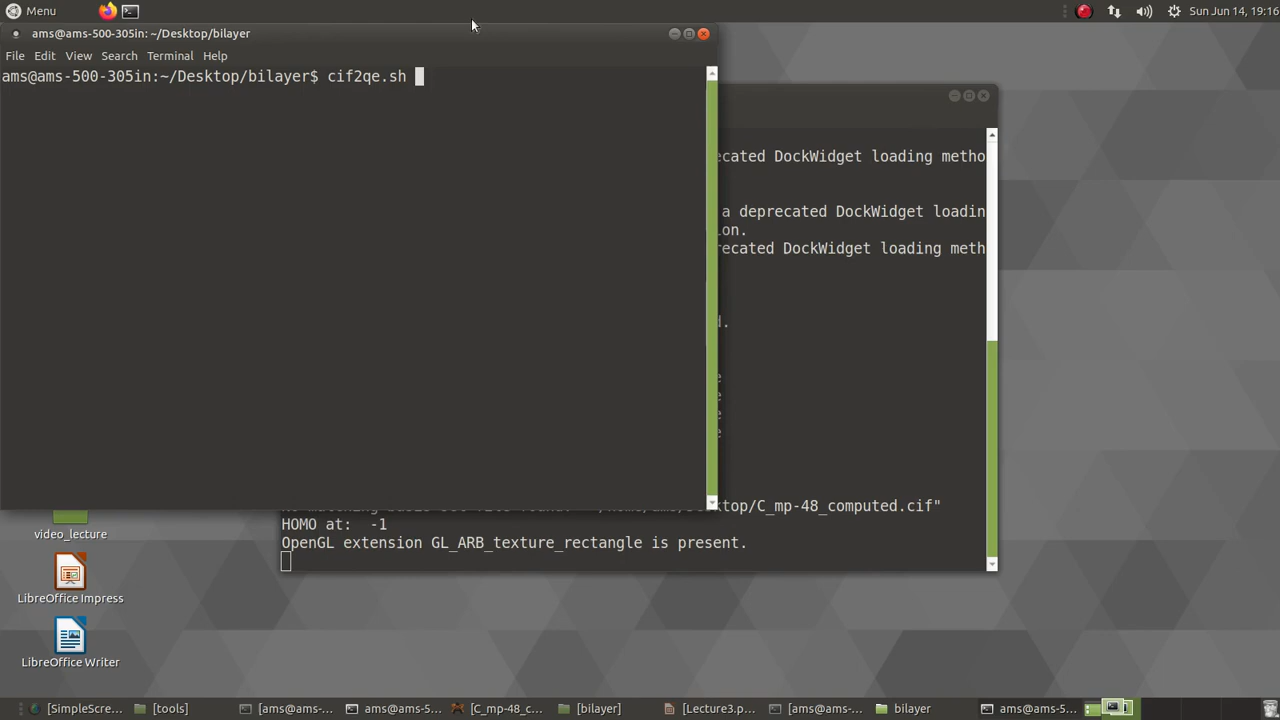 Menu
Sun Jun 14, 19:16
ams@ams-500-305in: ~/Desktop/bilayer
File Edit View Search Terminal Help
ams@ams-500-305in:~/Desktop/bilayer$ cif2qe.sh
ecated DockWidget loading metho
a deprecated DockWidget loadin
ion.
recated DockWidget loading meth
d.
e
e
e
e
ktop/C_mp-48_computed.cif"
HOMO at: -1
OpenGL extension GL_ARB_texture_rectangle is present.
video_lecture
LibreOffice Impress
LibreOffice Writer
[SimpleScre... [tools] [ams@ams-... ams@ams-5... [C_mp-48_c... [bilayer] [Lecture3.p... [ams@ams-... bilayer ams@ams-5...